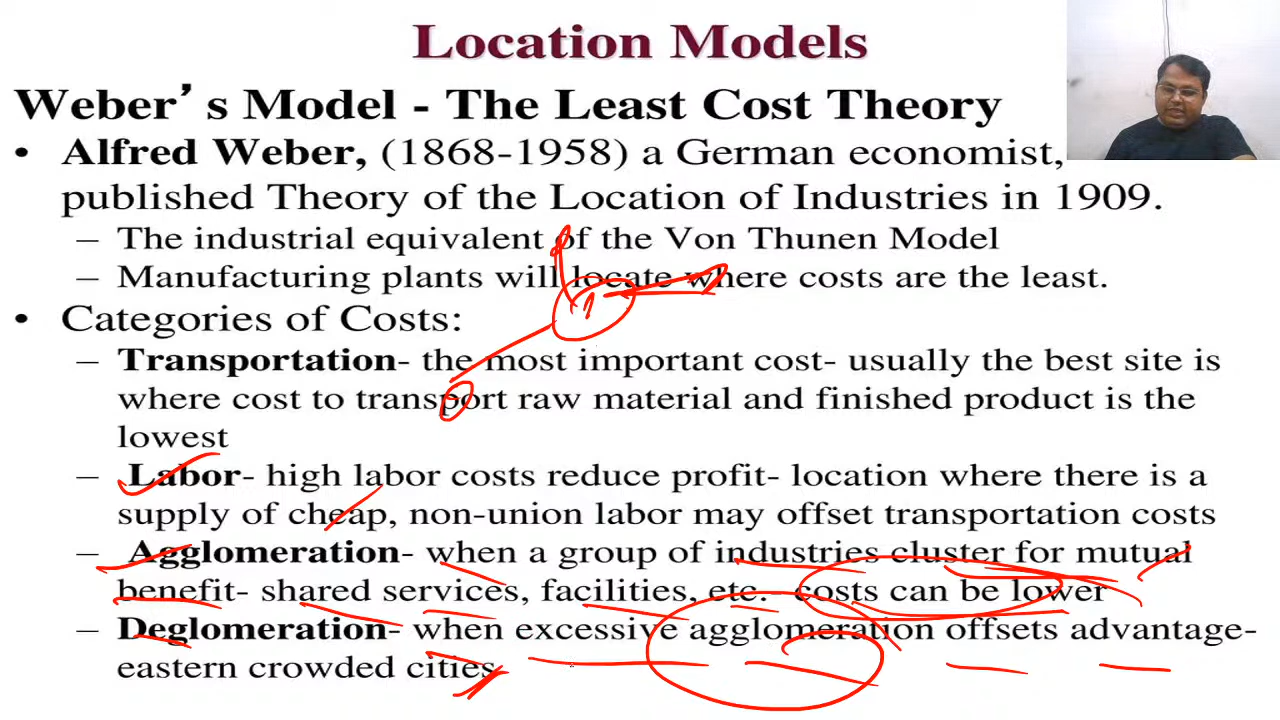 Location Models
Weber's Model - The Least Cost Theory
• Alfred Weber, (1868-1958) a German economist,
published Theory of the Location of Industries in 1909.
– The industrial equivalent of the Von Thunen Model
– Manufacturing plants will locate where costs are the least.
• Categories of Costs:
– Transportation- the most important cost- usually the best site is
where cost to transport raw material and finished product is the
lowest
– Labor- high labor costs reduce profit- location where there is a
supply of cheap, non-union labor may offset transportation costs
– Agglomeration- when a group of industries cluster for mutual
benefit- shared services, facilities, etc.- costs can be lower
– Deglomeration- when excessive agglomeration offsets advantage-
eastern crowded cities